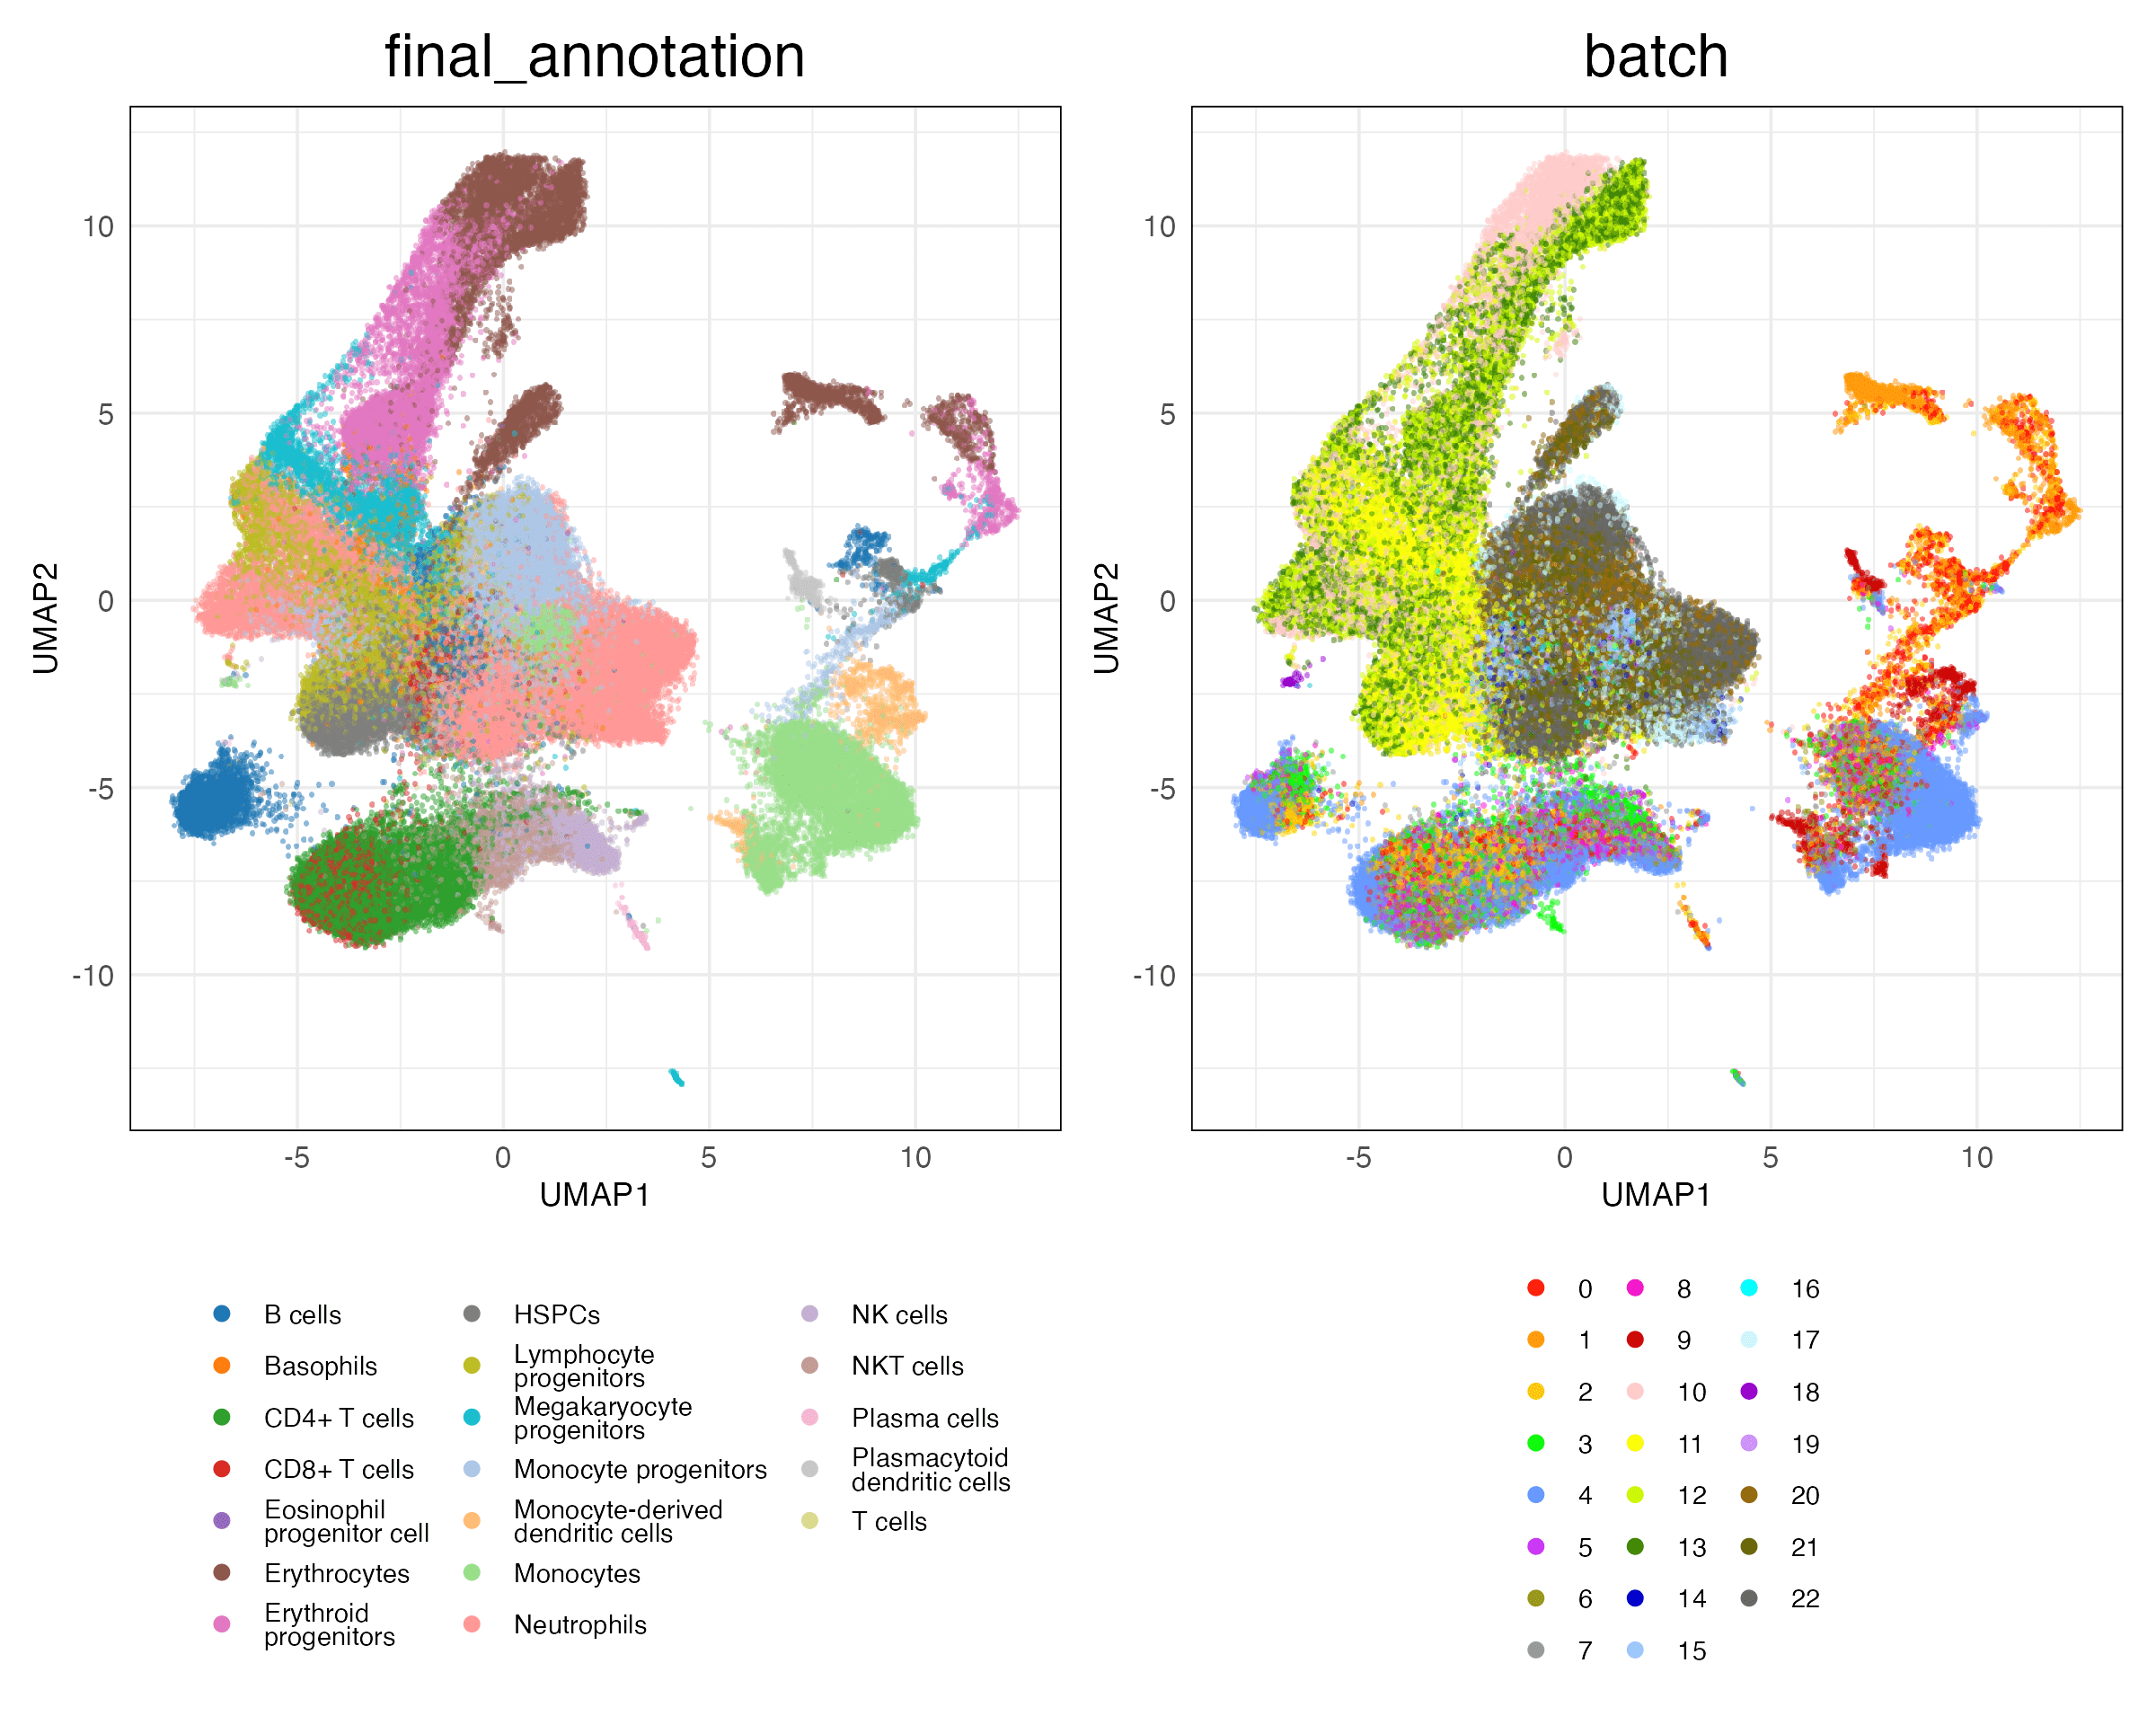 final_annotation
batch
10
5
0
-5
-10
UMAP2
-5
0
5
10
UMAP1
10
5
0
-5
-10
UMAP2
-5
0
5
10
UMAP1
B cells
Basophils
CD4+ T cells
CD8+ T cells
Eosinophil
progenitor cell
Erythrocytes
Erythroid
progenitors
HSPCs
Lymphocyte
progenitors
Megakaryocyte
progenitors
Monocyte progenitors
Monocyte-derived
dendritic cells
Monocytes
Neutrophils
NK cells
NKT cells
Plasma cells
Plasmacytoid
dendritic cells
T cells
0
1
2
3
4
5
6
7
8
9
10
11
12
13
14
15
16
17
18
19
20
21
22